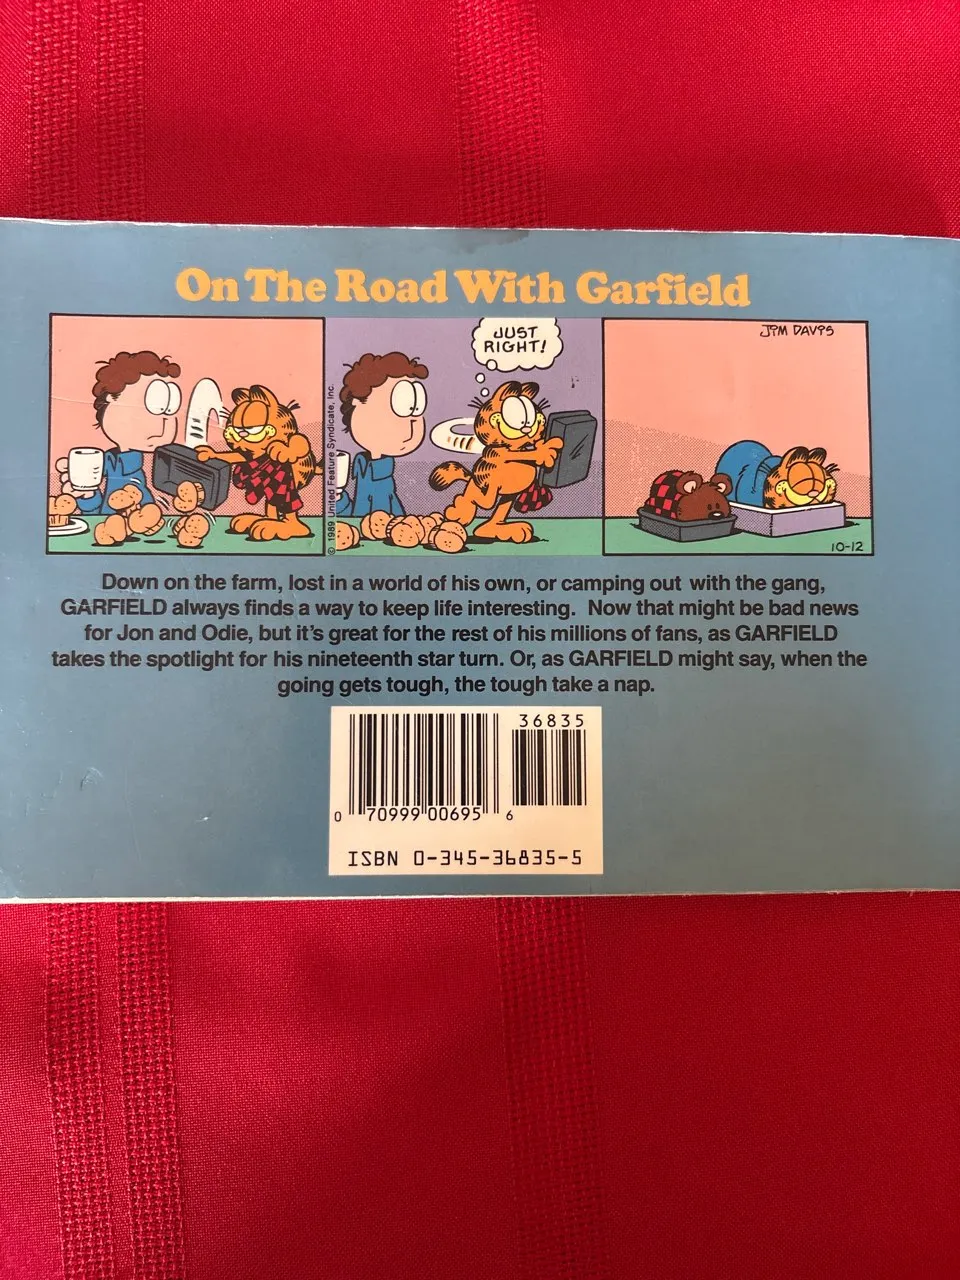 On The Road With Garfield
JUST
RIGHT!
JIM DAVIS
© 1989 United Feature Syndicate, Inc.
10-12
Down on the farm, lost in a world of his own, or camping out with the gang,
GARFIELD always finds a way to keep life interesting. Now that might be bad news
for Jon and Odie, but it's great for the rest of his millions of fans, as GARFIELD
takes the spotlight for his nineteenth star turn. Or, as GARFIELD might say, when the
going gets tough, the tough take a nap.
36835
0 70999 00695 6
ISBN 0-345-36835-5